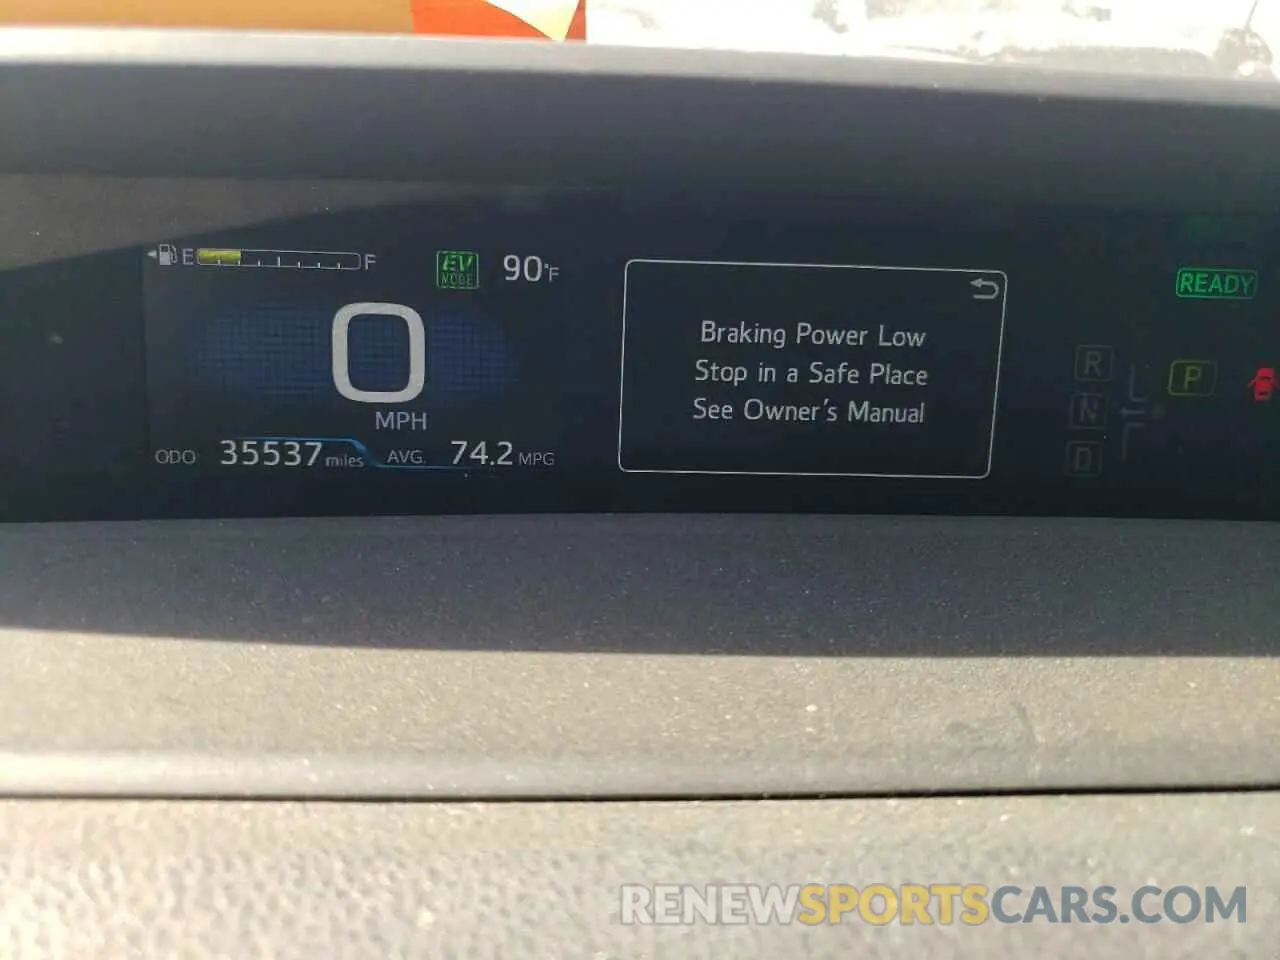 E F
EV MODE
90°F
READY
0
MPH
ODO 35537 miles AVG. 74.2 MPG
Braking Power Low
Stop in a Safe Place
See Owner's Manual
R
N
D
P
RENEWSPORTSCARS.COM